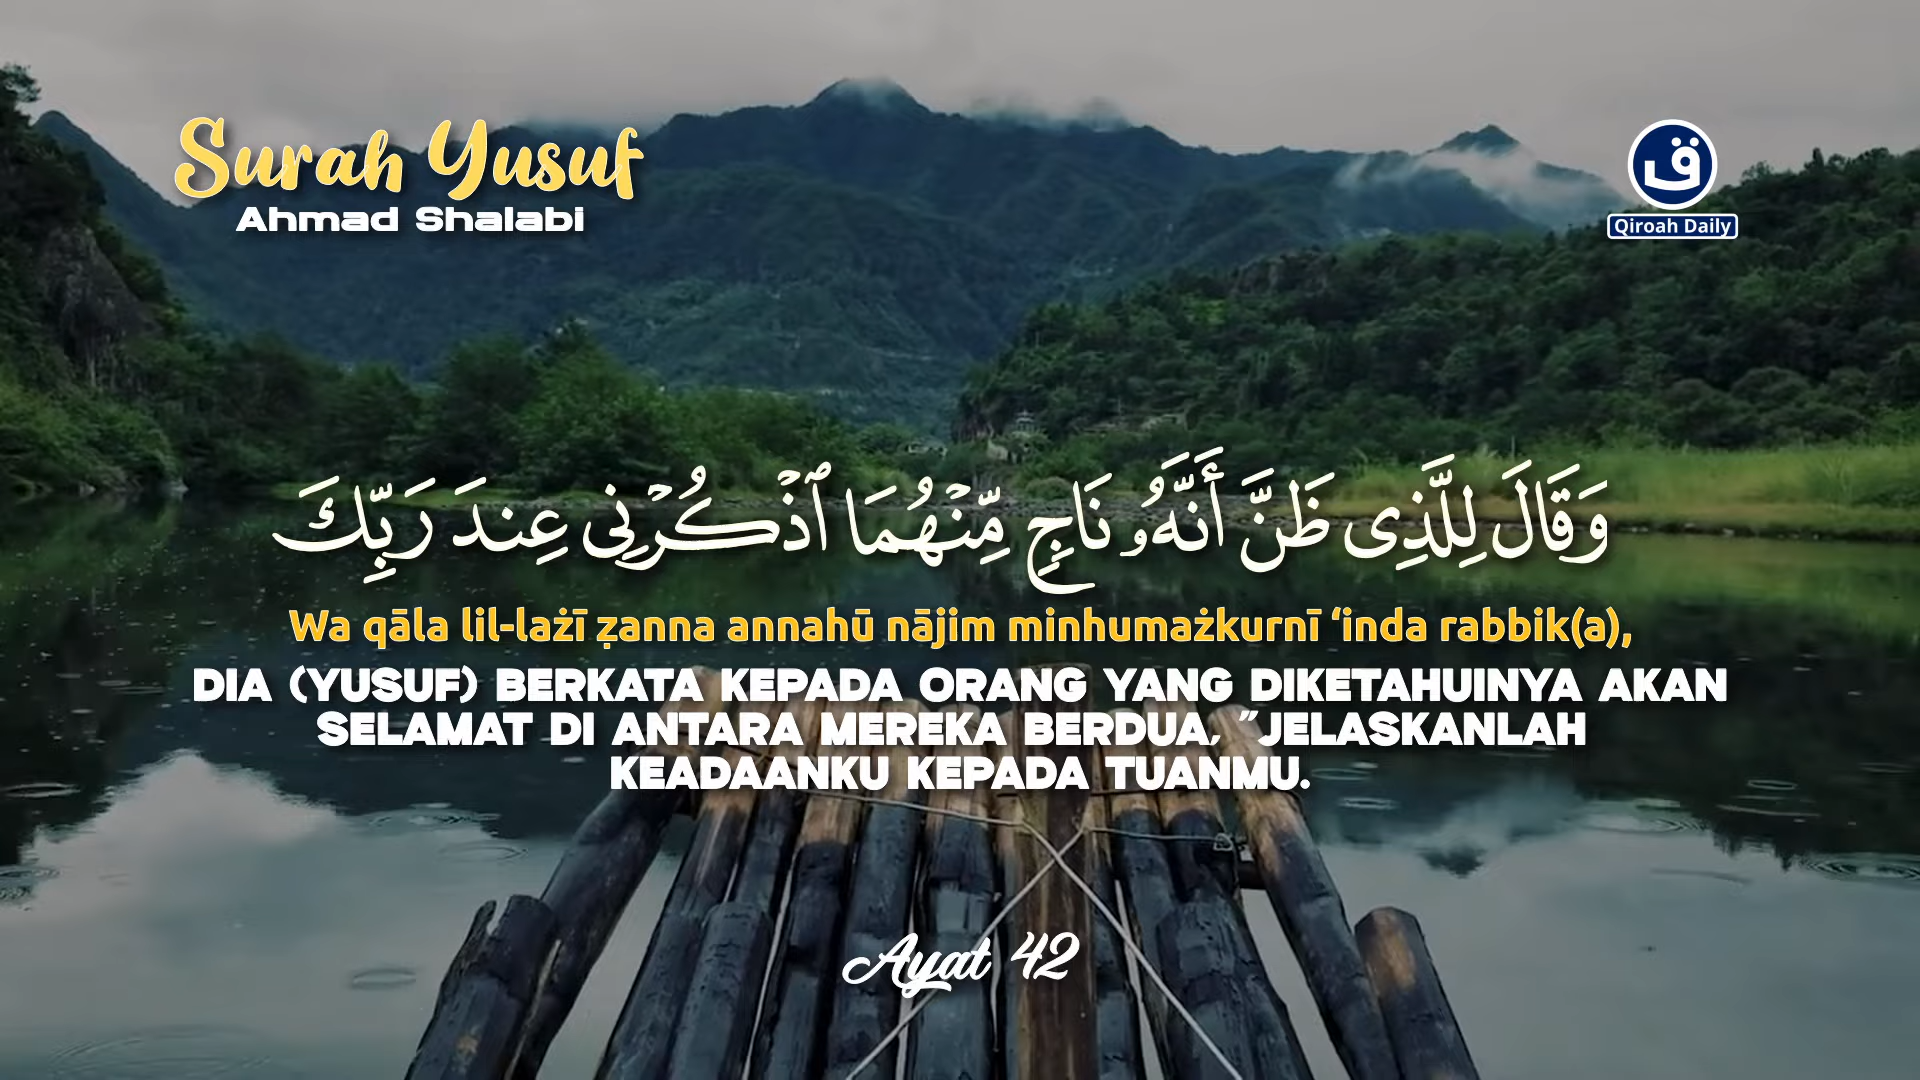 Surah Yusuf
Ahmad Shalabi
ق
Qiroah Daily
وَقَالَ لِلَّذِى ظَنَّ أَنَّهُۥ نَاجٍ مِّنْهُمَا ٱذْكُرْنِى عِندَ رَبِّكَ
Wa qāla lil-lażī ẓanna annahū nājim minhumażkurnī ‘inda rabbik(a),
DIA (YUSUF) BERKATA KEPADA ORANG YANG DIKETAHUINYA AKAN
SELAMAT DI ANTARA MEREKA BERDUA, "JELASKANLAH
KEADAANKU KEPADA TUANMU.
Ayat 42